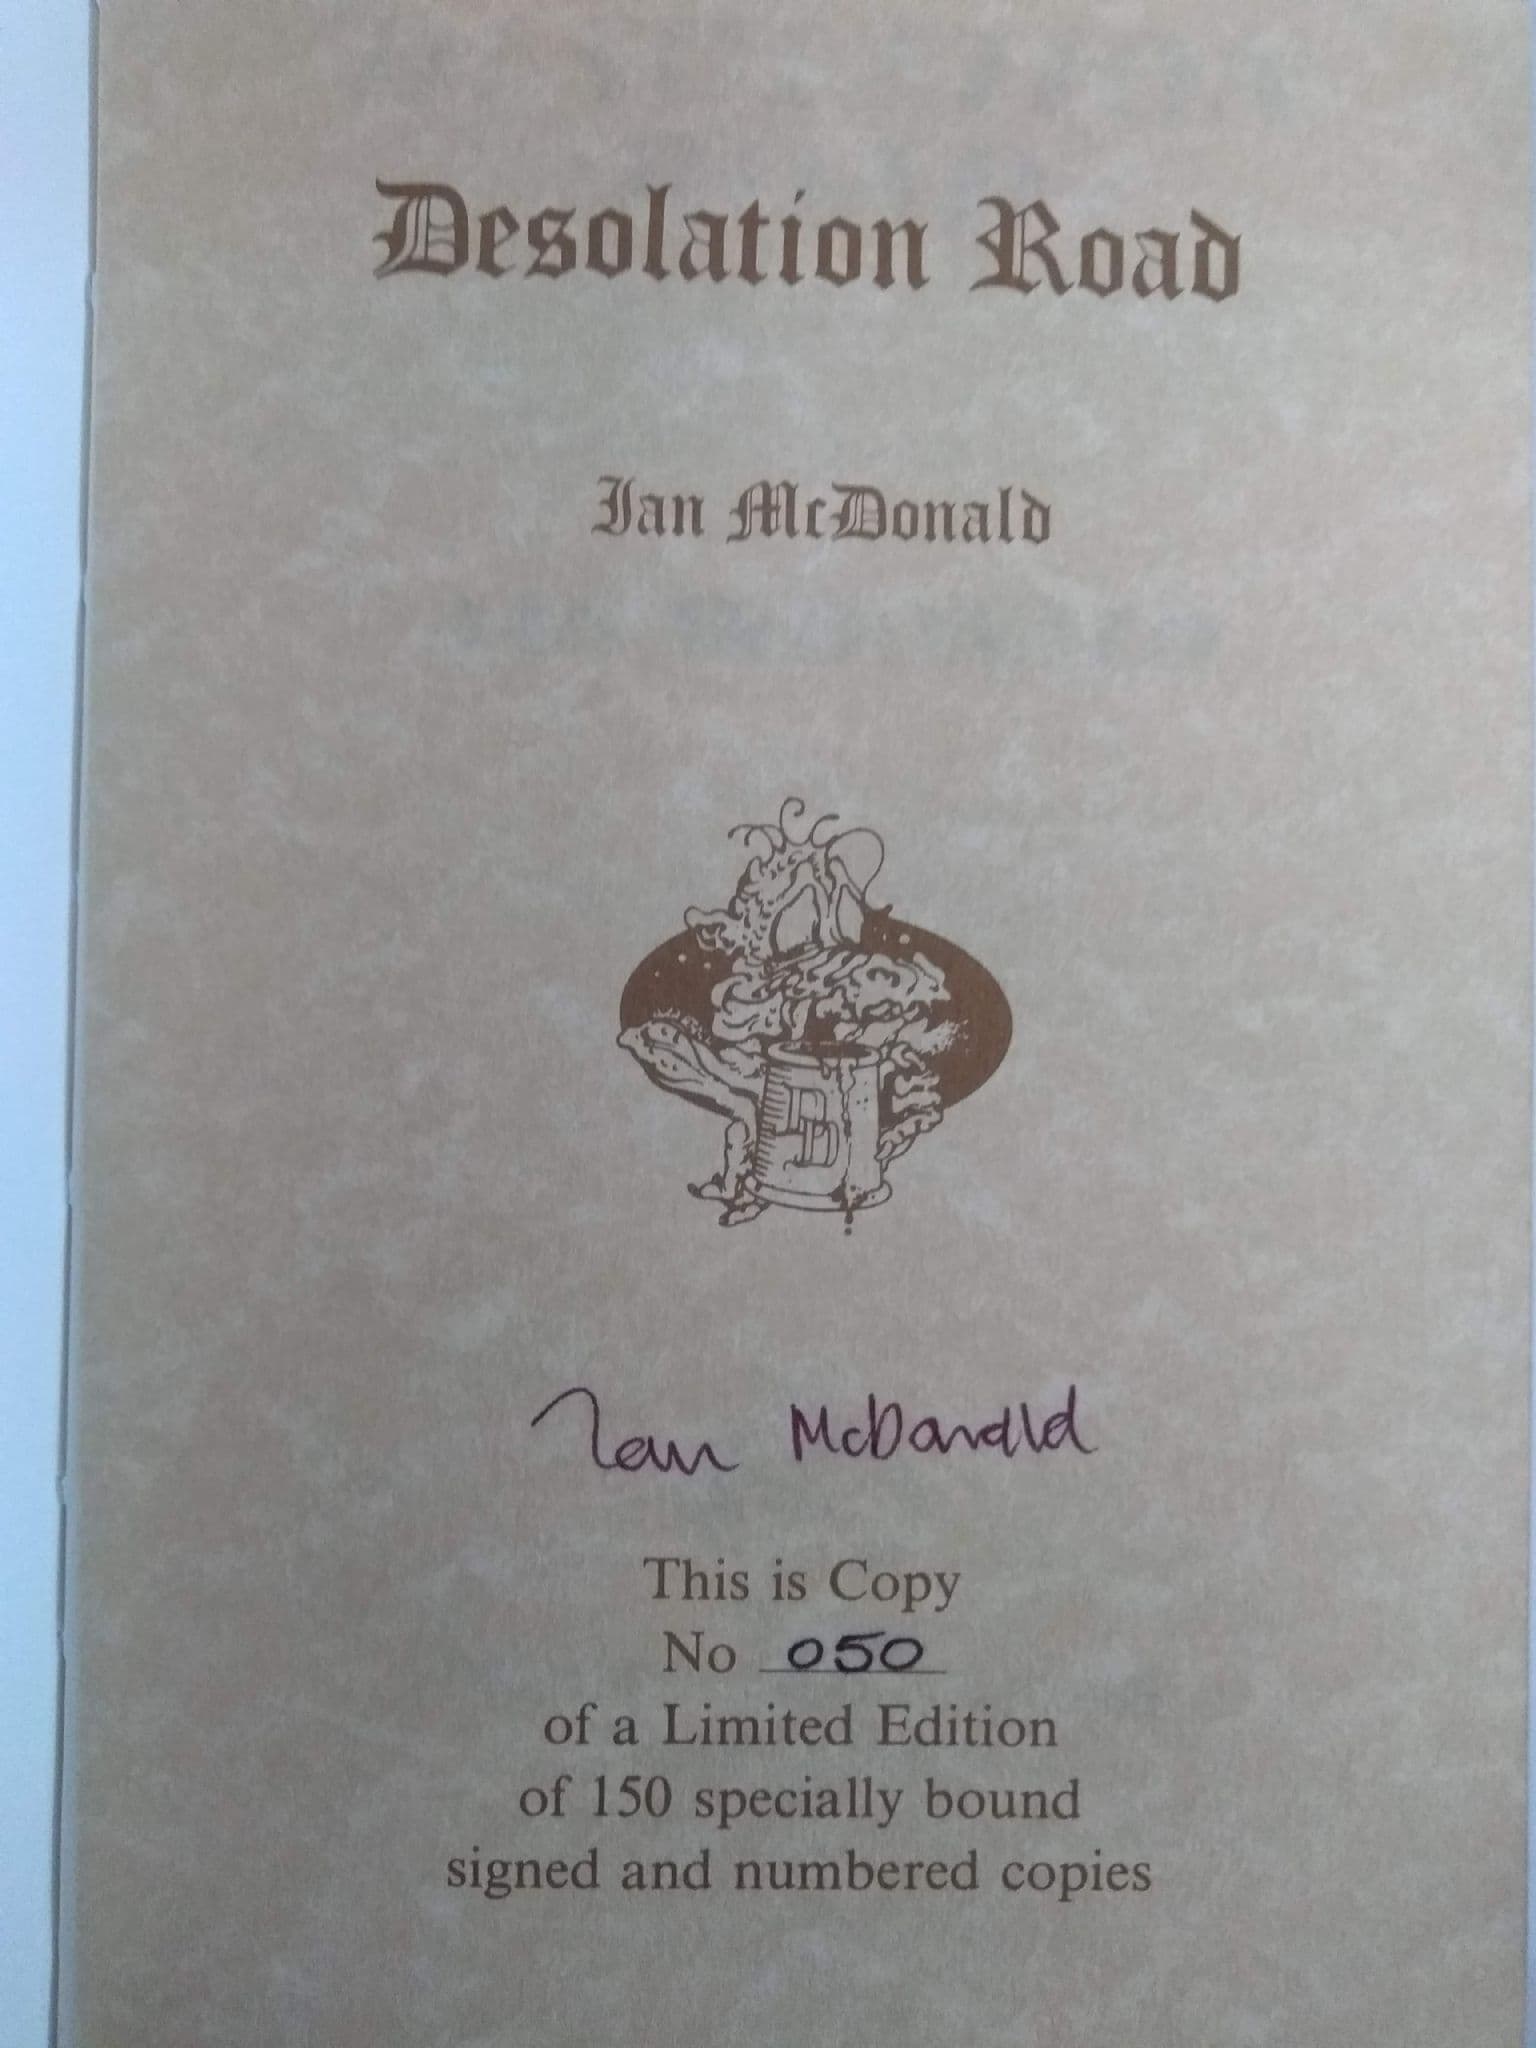 Desolation Road
Ian McDonald
Ian McDonald
This is Copy
No 050
of a Limited Edition
of 150 specially bound
signed and numbered copies